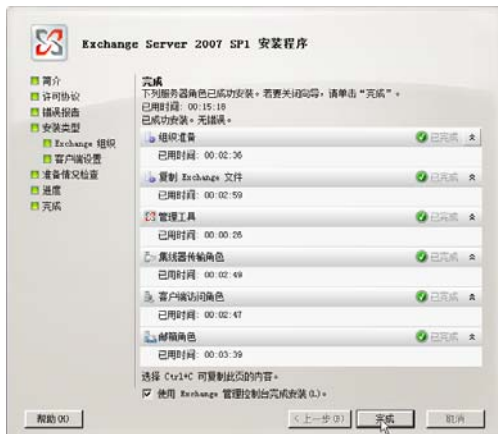 Exchange Server 2007 SP1 安装程序
简介
许可协议
错误报告
安装类型
Exchange 组织
客户端设置
准备情况检查
进度
完成
完成
下列服务器角色已成功安装。若要关闭向导，请单击“完成”。
已用时间: 00:15:18
已成功安装。无错误。
组织准备 已完成
已用时间: 00:02:36
复制 Exchange 文件 已完成
已用时间: 00:02:59
管理工具 已完成
已用时间: 00:00:26
集线器传输角色 已完成
已用时间: 00:02:49
客户端访问角色 已完成
已用时间: 00:02:47
邮箱角色 已完成
已用时间: 00:03:39
选择 Ctrl+C 可复制此页的内容。
使用 Exchange 管理控制台完成安装(L)。
帮助(H) <上一步(B) 完成 取消